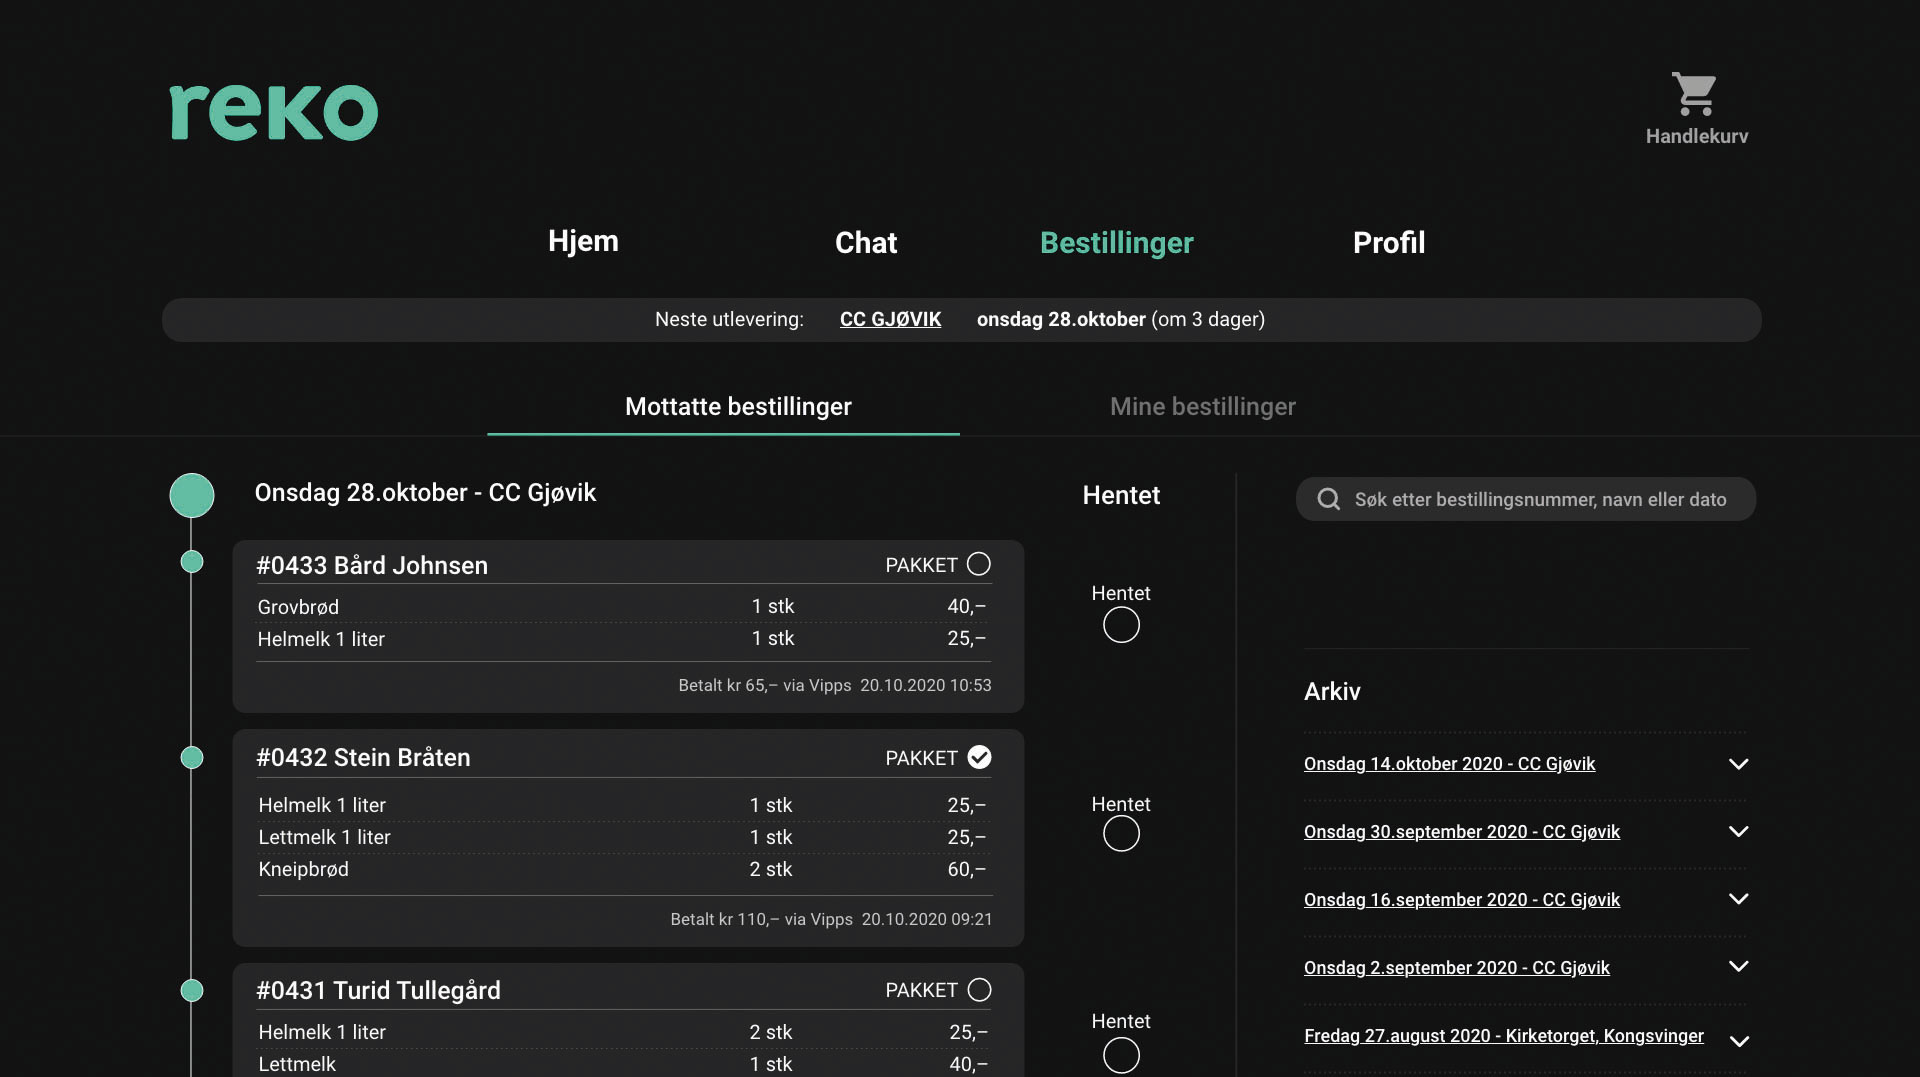 reko
Handlekurv
Hjem Chat Bestillinger Profil
Neste utlevering: CC GJØVIK onsdag 28.oktober (om 3 dager)
Mottatte bestillinger Mine bestillinger
Onsdag 28.oktober - CC Gjøvik
Hentet
#0433 Bård Johnsen PAKKET
Grovbrød 1 stk 40,–
Helmelk 1 liter 1 stk 25,–
Betalt kr 65,– via Vipps 20.10.2020 10:53
Hentet
#0432 Stein Bråten PAKKET
Helmelk 1 liter 1 stk 25,–
Lettmelk 1 liter 1 stk 25,–
Kneipbrød 2 stk 60,–
Betalt kr 110,– via Vipps 20.10.2020 09:21
Hentet
#0431 Turid Tullegård PAKKET
Helmelk 1 liter 2 stk 25,–
Lettmelk 1 stk 40,–
Hentet
Søk etter bestillingsnummer, navn eller dato
Arkiv
Onsdag 14.oktober 2020 - CC Gjøvik
Onsdag 30.september 2020 - CC Gjøvik
Onsdag 16.september 2020 - CC Gjøvik
Onsdag 2.september 2020 - CC Gjøvik
Fredag 27.august 2020 - Kirketorget, Kongsvinger